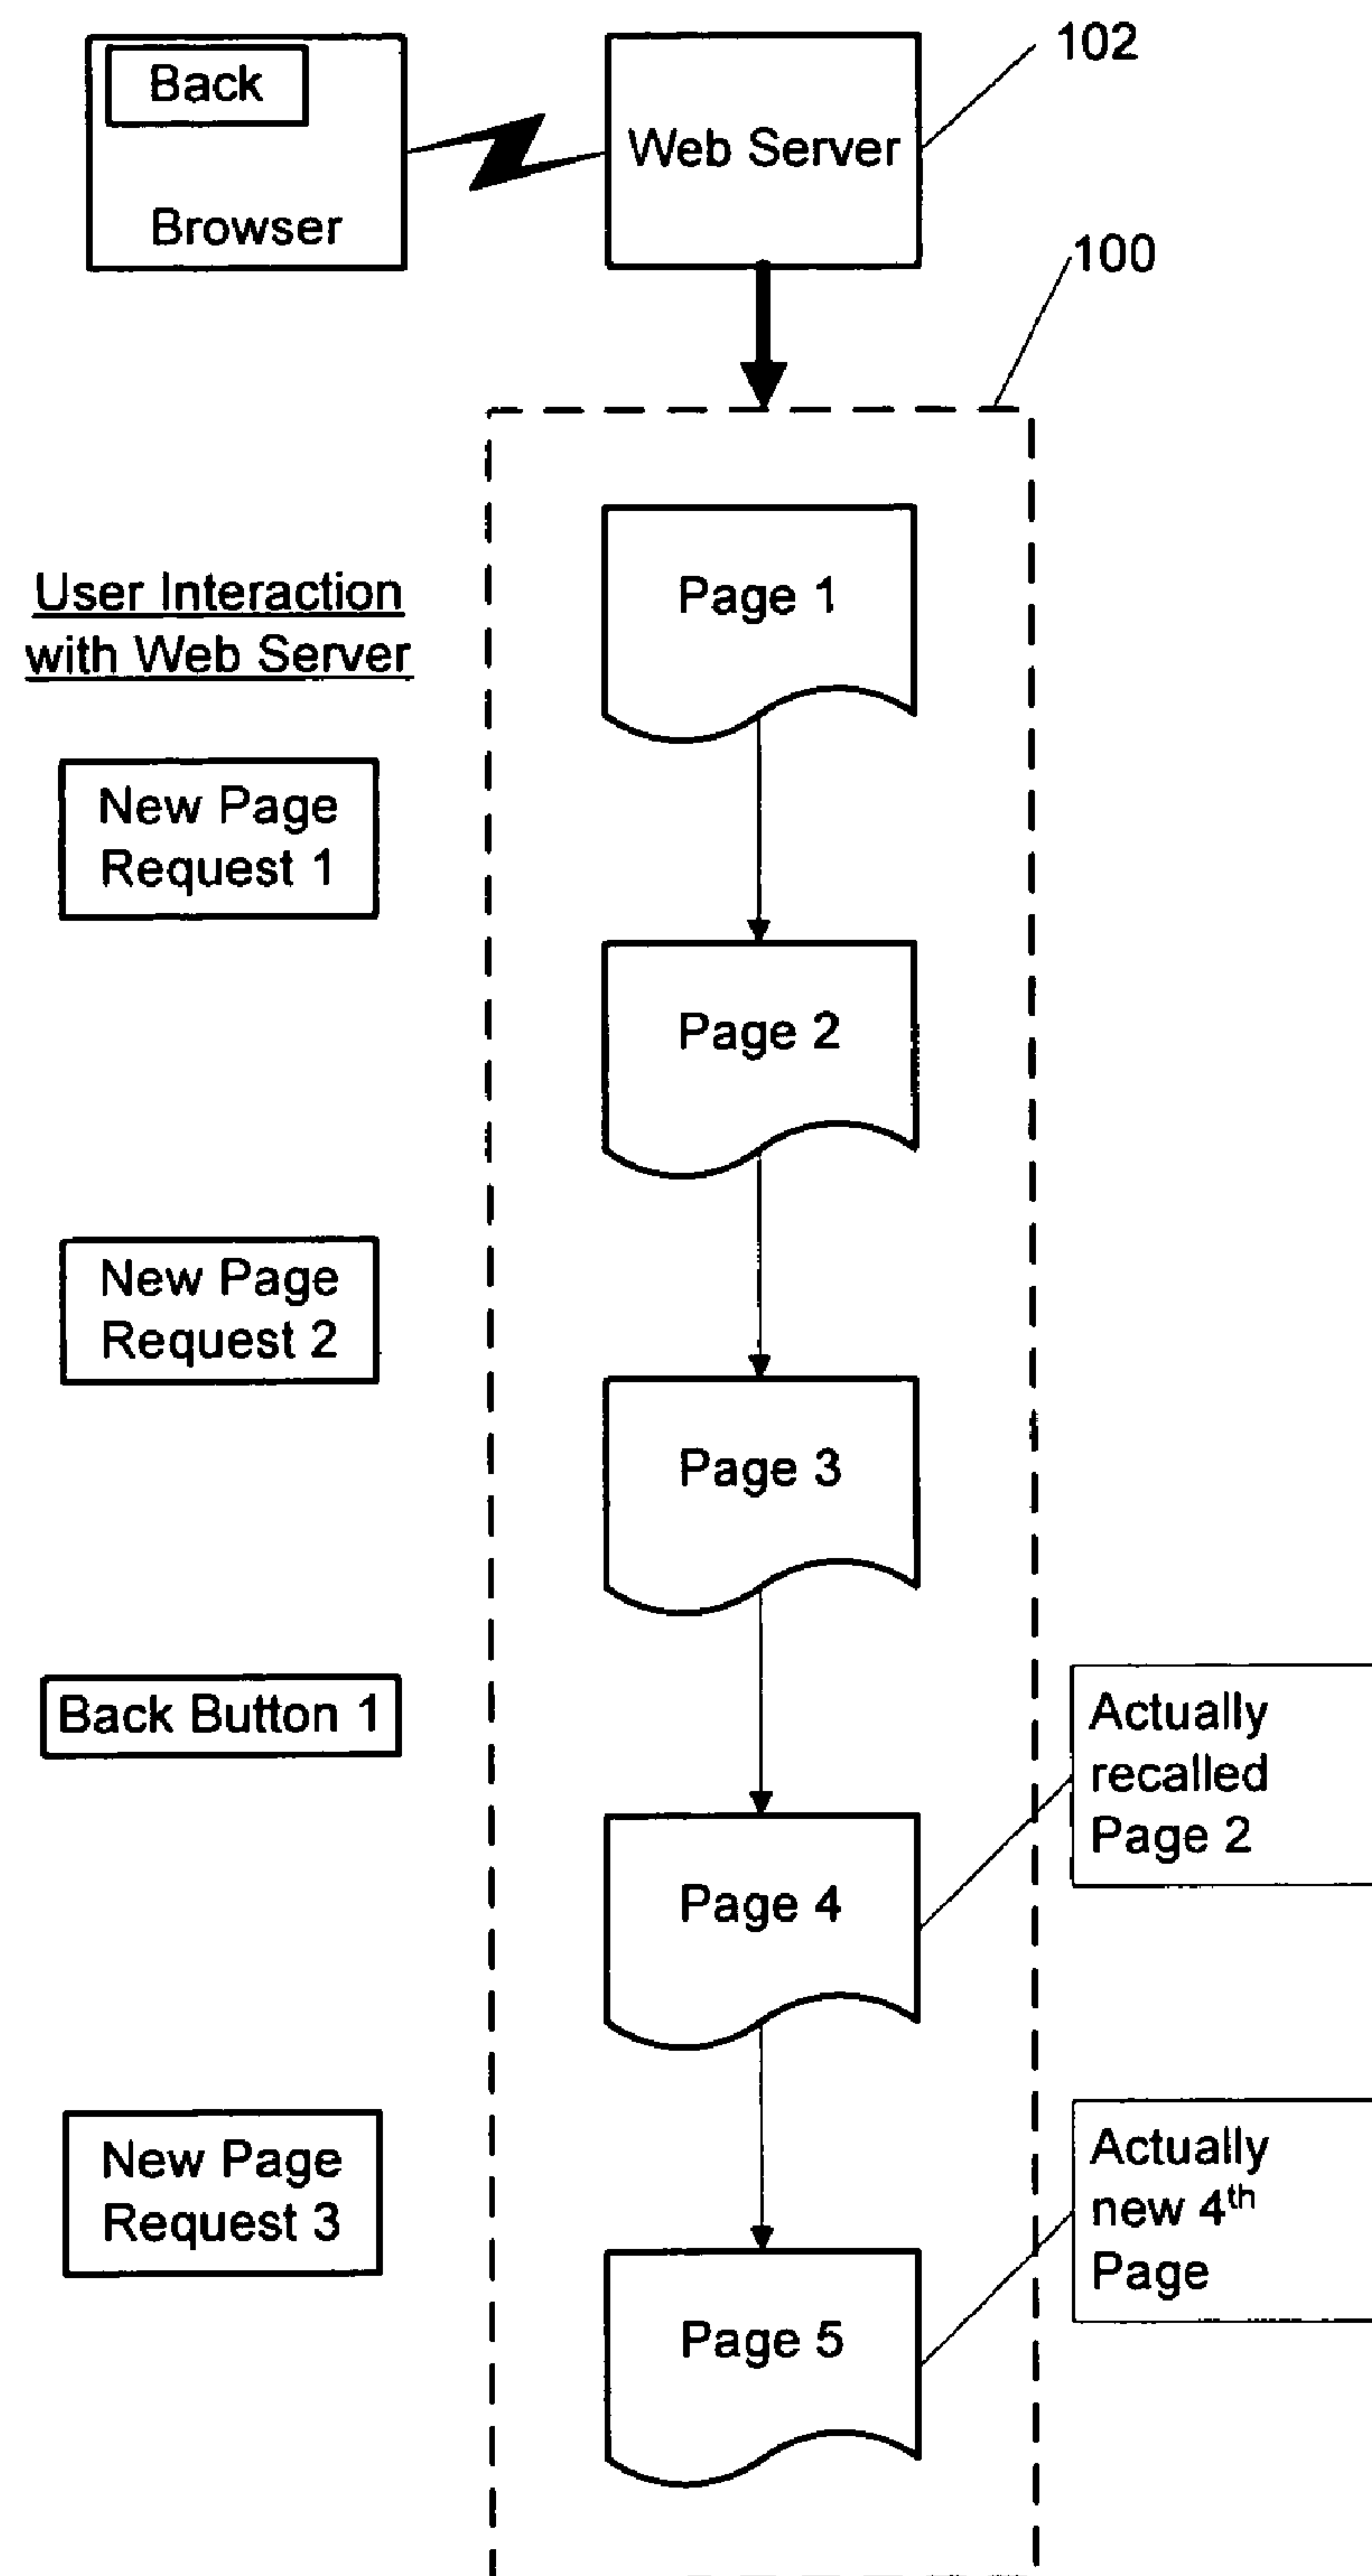 Back
Browser
Web Server
102
100
User Interaction
with Web Server
Page 1
New Page
Request 1
Page 2
New Page
Request 2
Page 3
Back Button 1
Actually
recalled
Page 2
Page 4
New Page
Request 3
Actually
new 4th
Page
Page 5